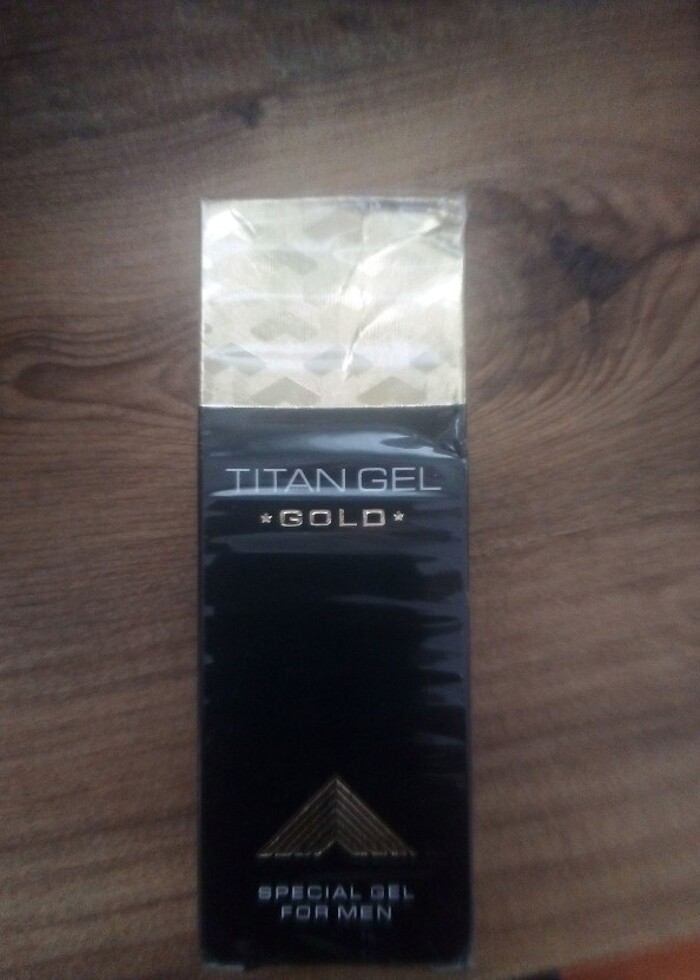 TITAN GEL
*GOLD*
SPECIAL GEL
FOR MEN